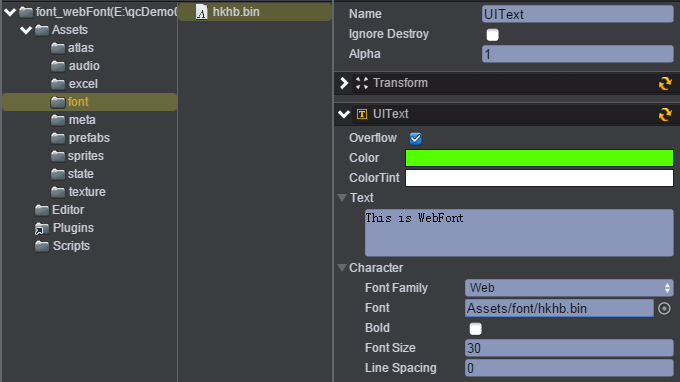 font_webFont(E:\qcDemo
Assets
atlas
audio
excel
font
meta
prefabs
sprites
state
texture
Editor
Plugins
Scripts
hkhb.bin
Name UIText
Ignore Destroy
Alpha 1
Transform
UIText
Overflow
Color
ColorTint
Text
This is WebFont
Character
Font Family Web
Font Assets/font/hkhb.bin
Bold
Font Size 30
Line Spacing 0